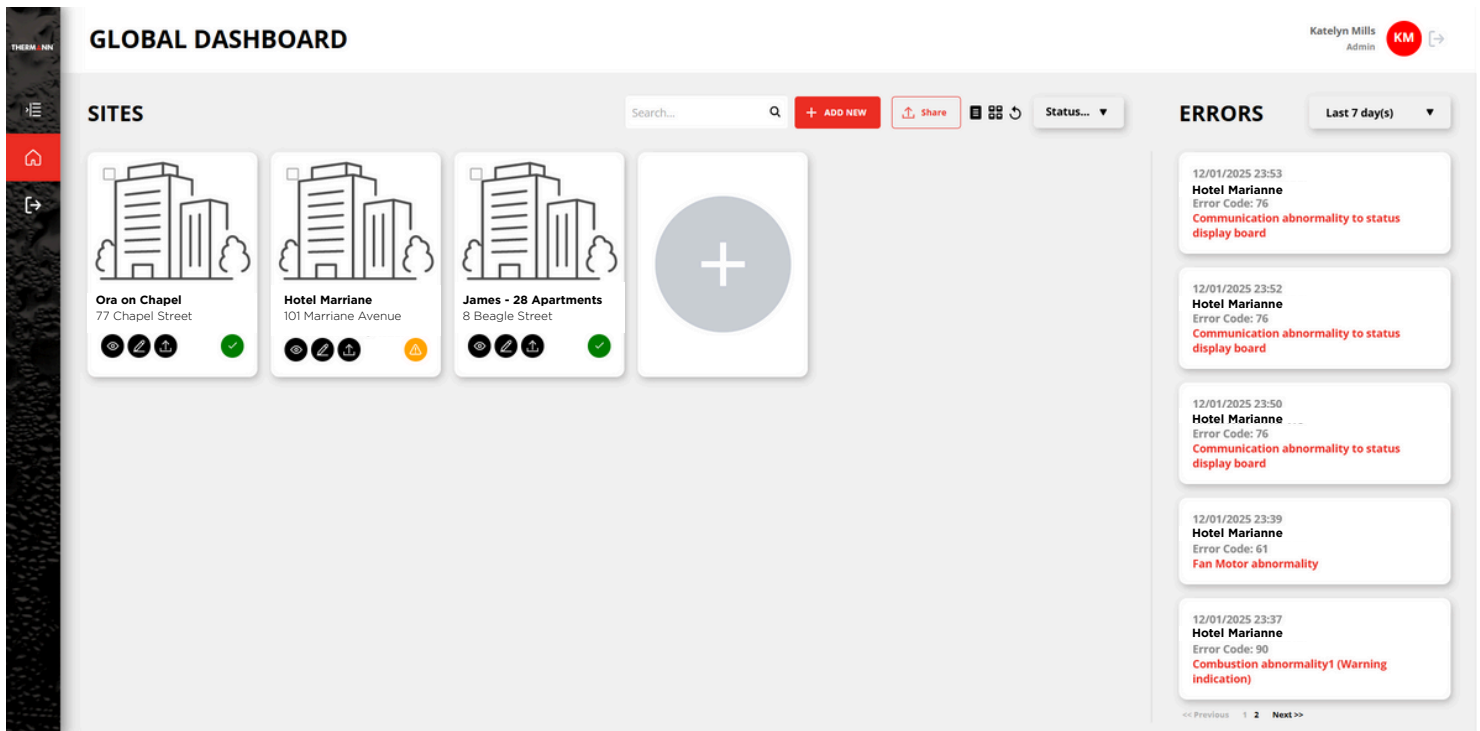 THERMANN
GLOBAL DASHBOARD
Katelyn Mills
Admin
KM
SITES
Search...
+ ADD NEW
Share
Status... ▼
ERRORS
Last 7 day(s) ▼
Ora on Chapel
77 Chapel Street
Hotel Marriane
101 Marriane Avenue
James - 28 Apartments
8 Beagle Street
12/01/2025 23:53
Hotel Marianne
Error Code: 76
Communication abnormality to status
display board
12/01/2025 23:52
Hotel Marianne
Error Code: 76
Communication abnormality to status
display board
12/01/2025 23:50
Hotel Marianne
Error Code: 76
Communication abnormality to status
display board
12/01/2025 23:39
Hotel Marianne
Error Code: 61
Fan Motor abnormality
12/01/2025 23:37
Hotel Marianne
Error Code: 90
Combustion abnormality1 (Warning
indication)
<< Previous 1 2 Next >>